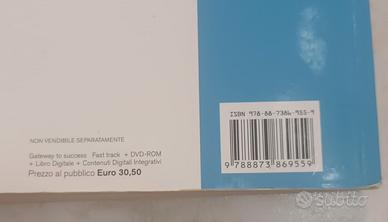 ISBN 978-88-7386-955-9
9 788873 869559
NON VENDIBILE SEPARATAMENTE
Gateway to success Fast track + DVD-ROM
+ Libro Digitale + Contenuti Digitali Integrativi
Prezzo al pubblico Euro 30,50
subito